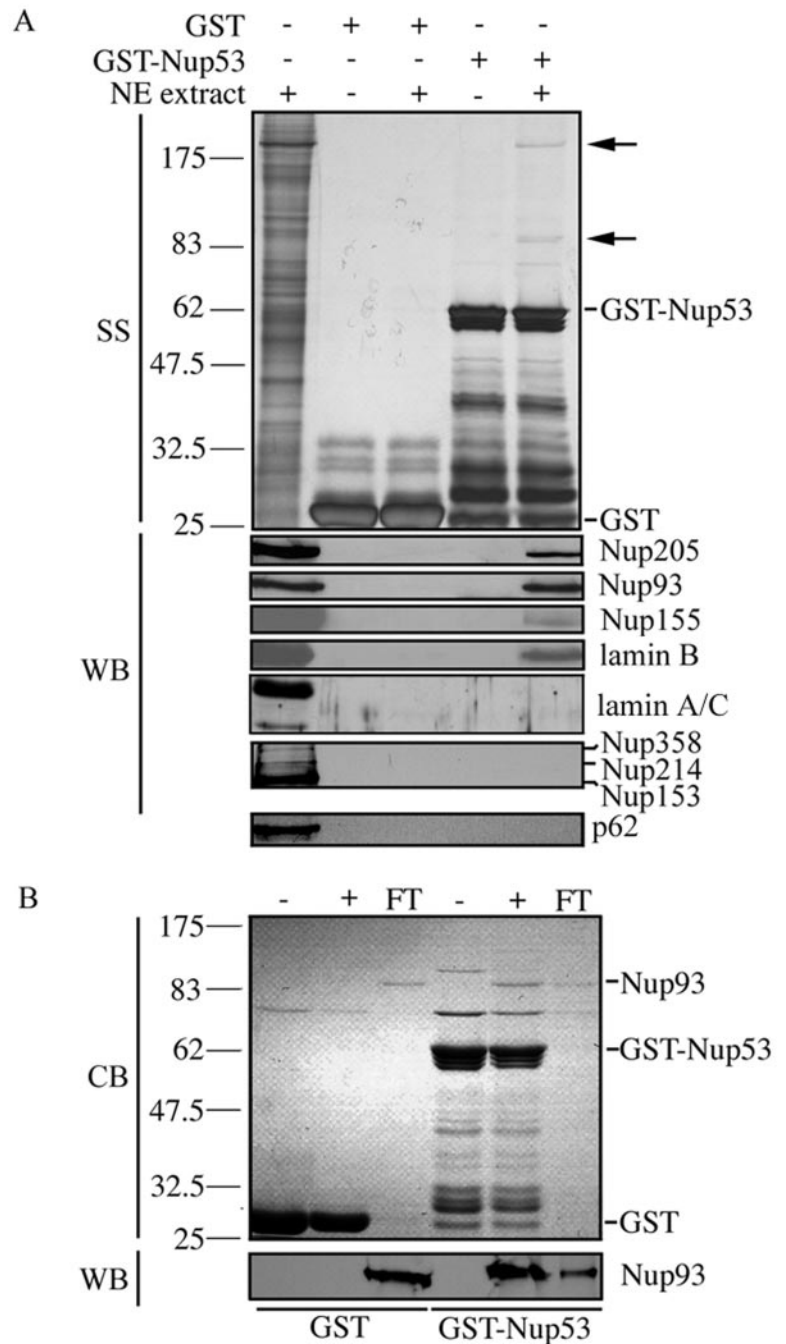 A
GST - + + - -
GST-Nup53 - - - + +
NE extract + - + - +
175
83
62
GST-Nup53
SS
47.5
32.5
25
GST
Nup205
Nup93
Nup155
WB
lamin B
lamin A/C
Nup358
Nup214
Nup153
p62
B
- + FT - + FT
175
83
Nup93
62
GST-Nup53
CB
47.5
32.5
GST
25
WB
Nup93
GST GST-Nup53